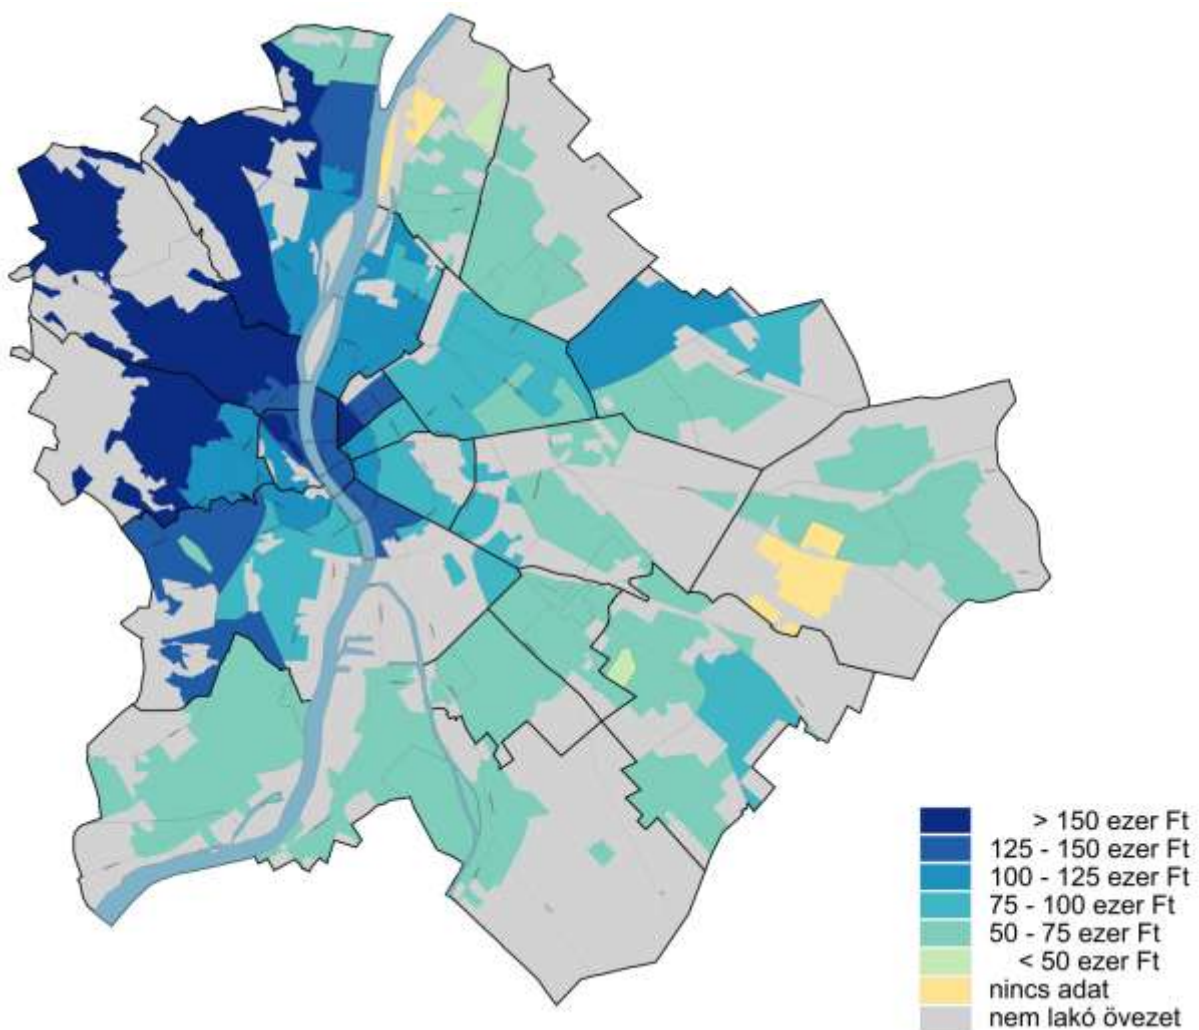 > 150 ezer Ft
125 - 150 ezer Ft
100 - 125 ezer Ft
75 - 100 ezer Ft
50 - 75 ezer Ft
< 50 ezer Ft
nincs adat
nem lakó övezet